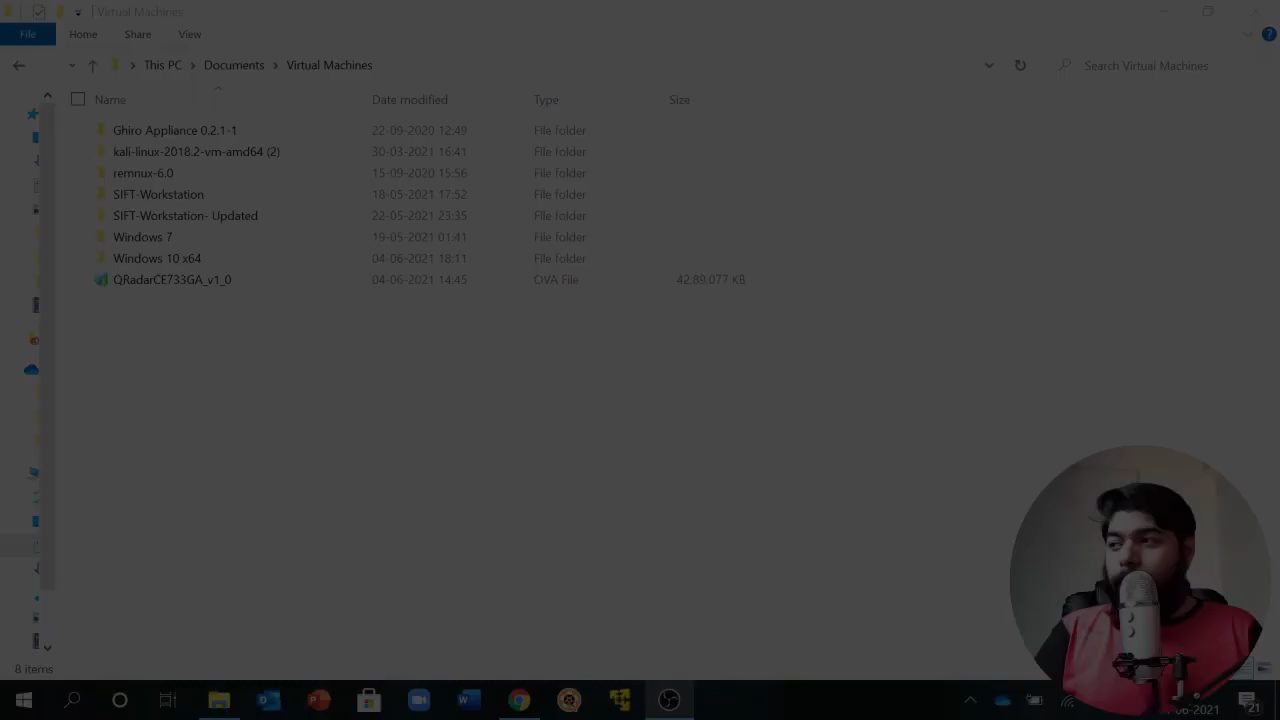 Virtual Machines
File Home Share View
This PC Documents Virtual Machines Search Virtual Machines
Name Date modified Type Size
Ghiro Appliance 0.2.1-1 22-09-2020 12:49 File folder
kali-linux-2018.2-vm-amd64 (2) 30-03-2021 16:41 File folder
remnux-6.0 15-09-2020 15:56 File folder
SIFT-Workstation 18-05-2021 17:52 File folder
SIFT-Workstation- Updated 22-05-2021 23:35 File folder
Windows 7 19-05-2021 01:41 File folder
Windows 10 x64 04-06-2021 18:11 File folder
QRadarCE733GA_v1_0 04-06-2021 14:45 OVA File 42,89,077 KB
8 items
21